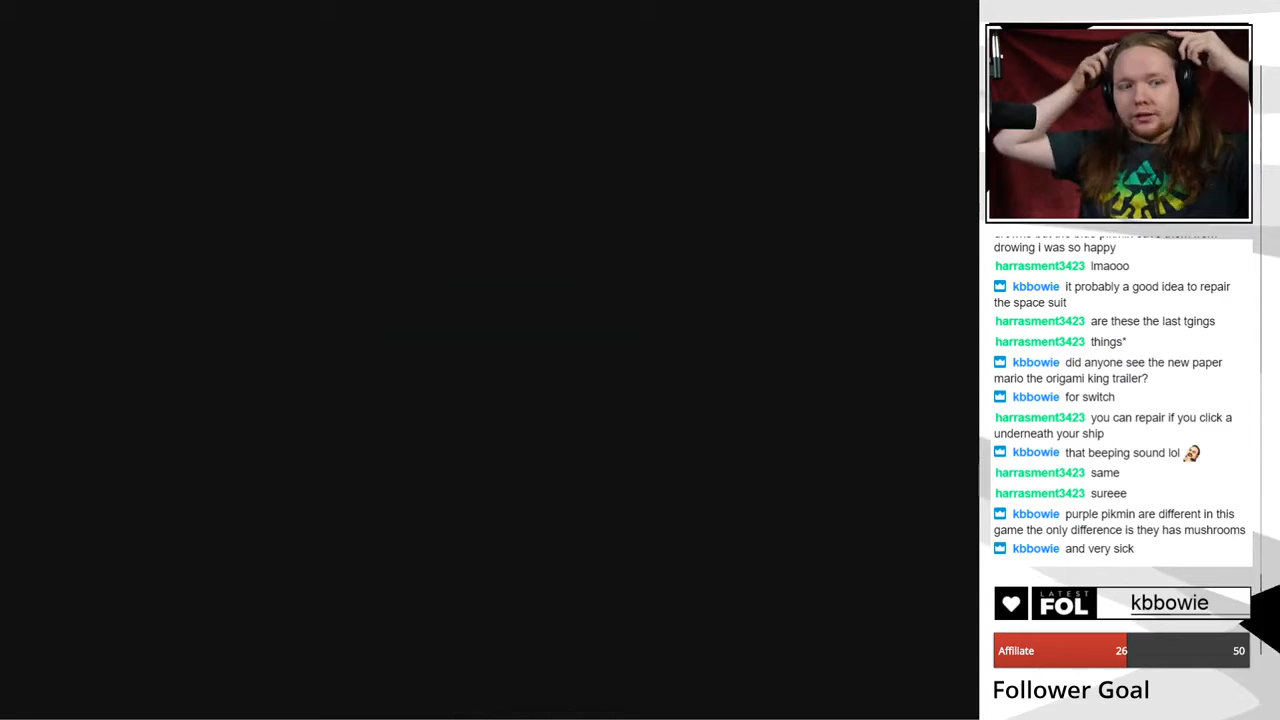 drowing i was so happy
harrasment3423 lmaooo
kbbowie it probably a good idea to repair
the space suit
harrasment3423 are these the last tgings
harrasment3423 things*
kbbowie did anyone see the new paper
mario the origami king trailer?
kbbowie for switch
harrasment3423 you can repair if you click a
underneath your ship
kbbowie that beeping sound lol
harrasment3423 same
harrasment3423 sureee
kbbowie purple pikmin are different in this
game the only difference is they has mushrooms
kbbowie and very sick
LATEST
FOL kbbowie
Affiliate 26 50
Follower Goal